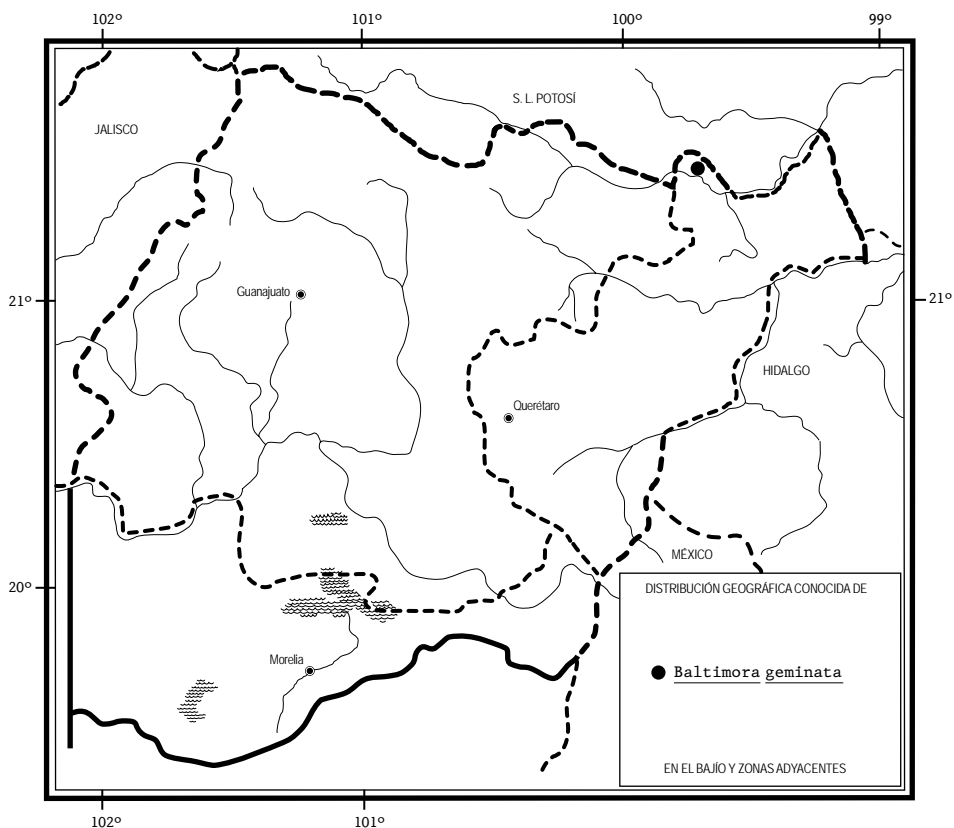 102º 101º 100º 99º
S. L. POTOSÍ
JALISCO
Guanajuato
21º 21º
HIDALGO
Querétaro
MÉXICO
20º
DISTRIBUCIÓN GEOGRÁFICA CONOCIDA DE
Morelia
Baltimora geminata
EN EL BAJÍO Y ZONAS ADYACENTES
102º 101º